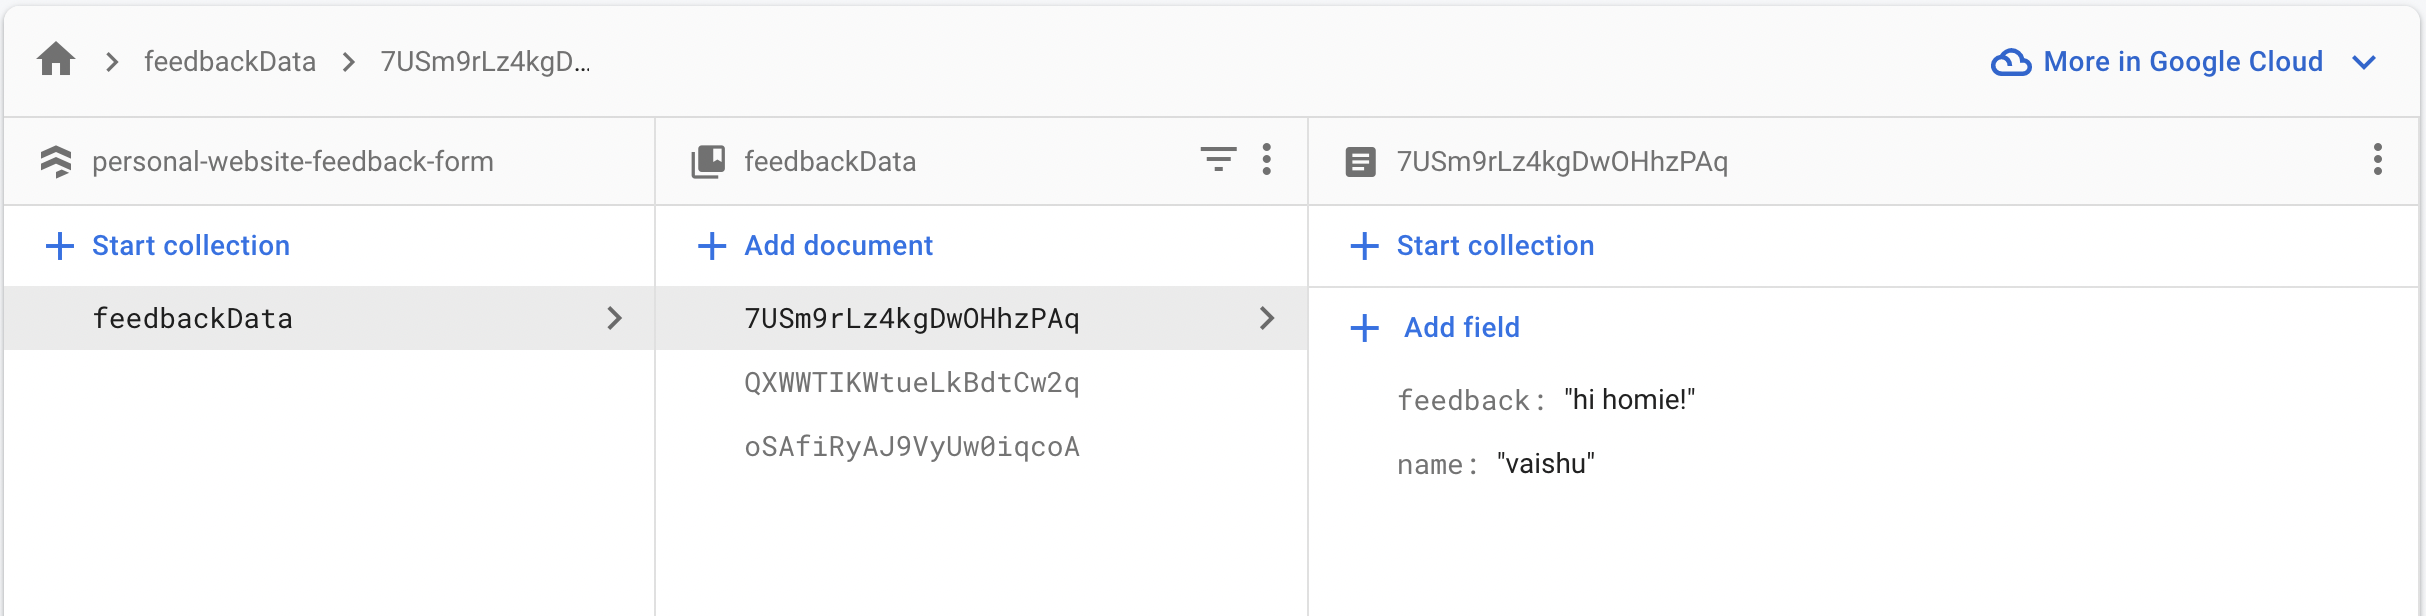 feedbackData 7USm9rLz4kgD...
More in Google Cloud
personal-website-feedback-form
feedbackData
7USm9rLz4kgDwOHhzPAq
Start collection
Add document
Start collection
feedbackData
7USm9rLz4kgDwOHhzPAq
QXWWTIKWtueLkBdtCw2q
oSAfiRyAJ9VyUw0iqcoA
Add field
feedback: "hi homie!"
name: "vaishu"